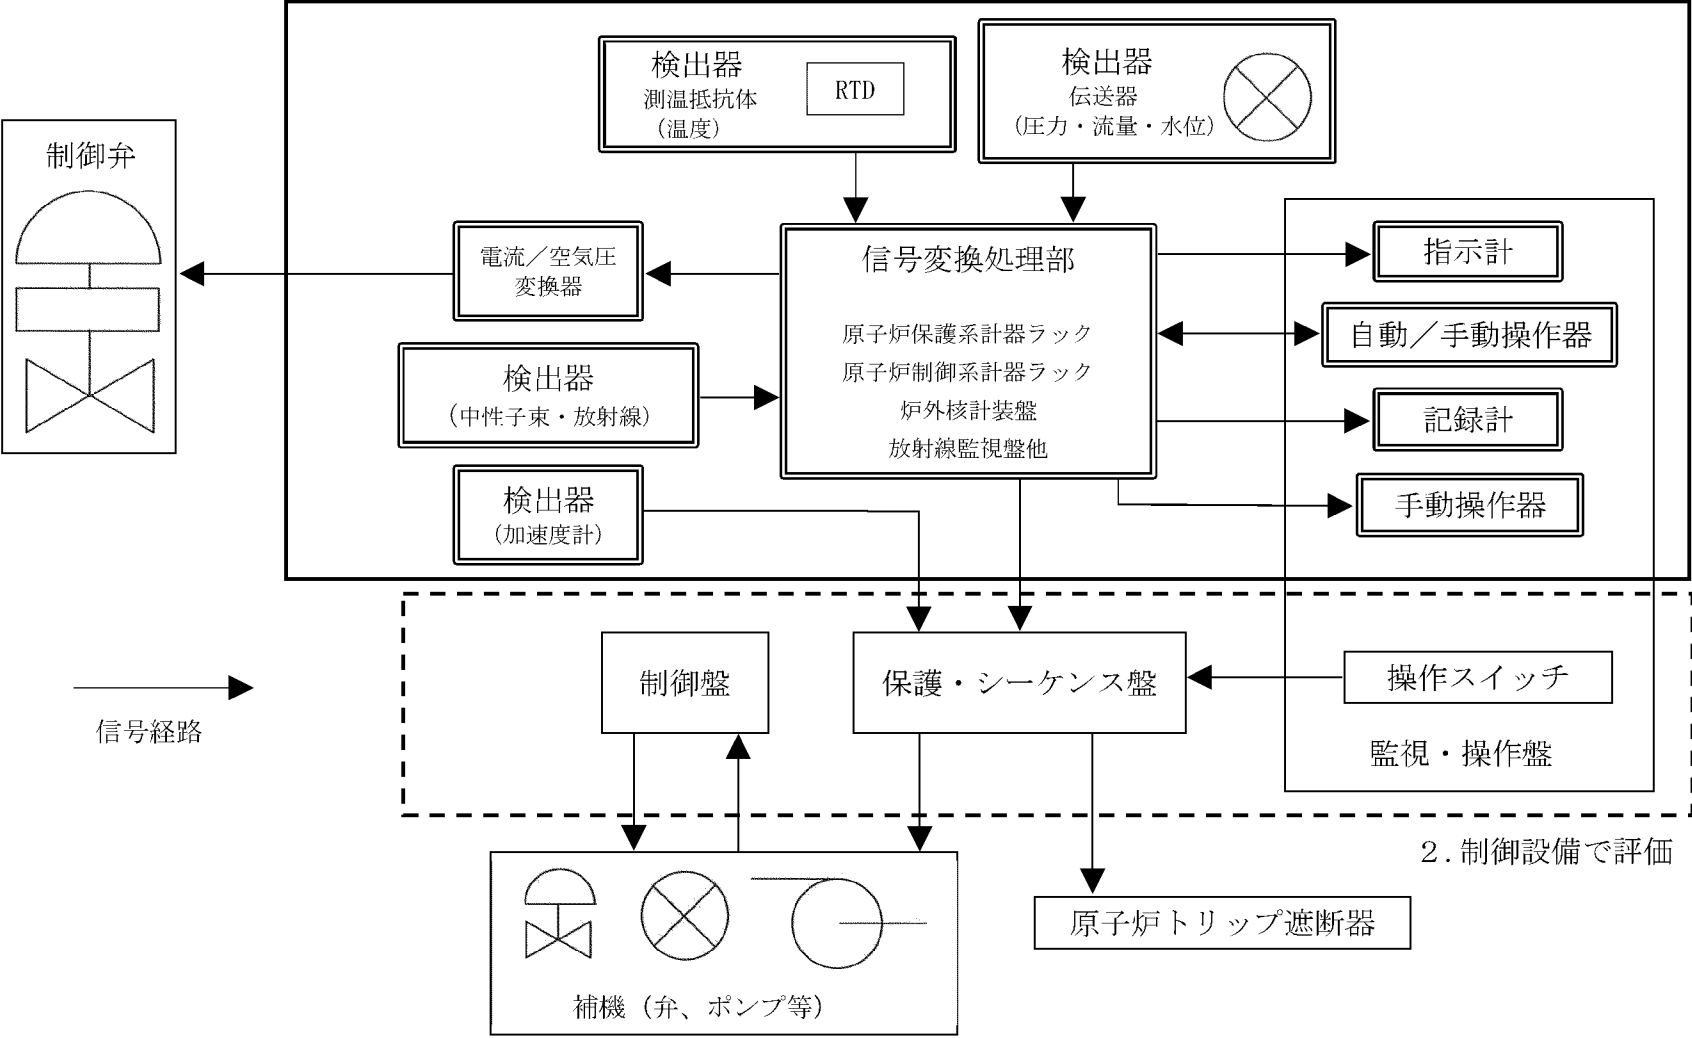 検出器
測温抵抗体
（温度）
RTD
検出器
伝送器
（圧力・流量・水位）
制御弁
電流／空気圧
変換器
信号変換処理部
原子炉保護系計器ラック
原子炉制御系計器ラック
炉外核計装盤
放射線監視盤他
指示計
自動／手動操作器
記録計
手動操作器
検出器
（中性子束・放射線）
検出器
（加速度計）
制御盤
保護・シーケンス盤
操作スイッチ
監視・操作盤
信号経路
２.制御設備で評価
原子炉トリップ遮断器
補機（弁、ポンプ等）